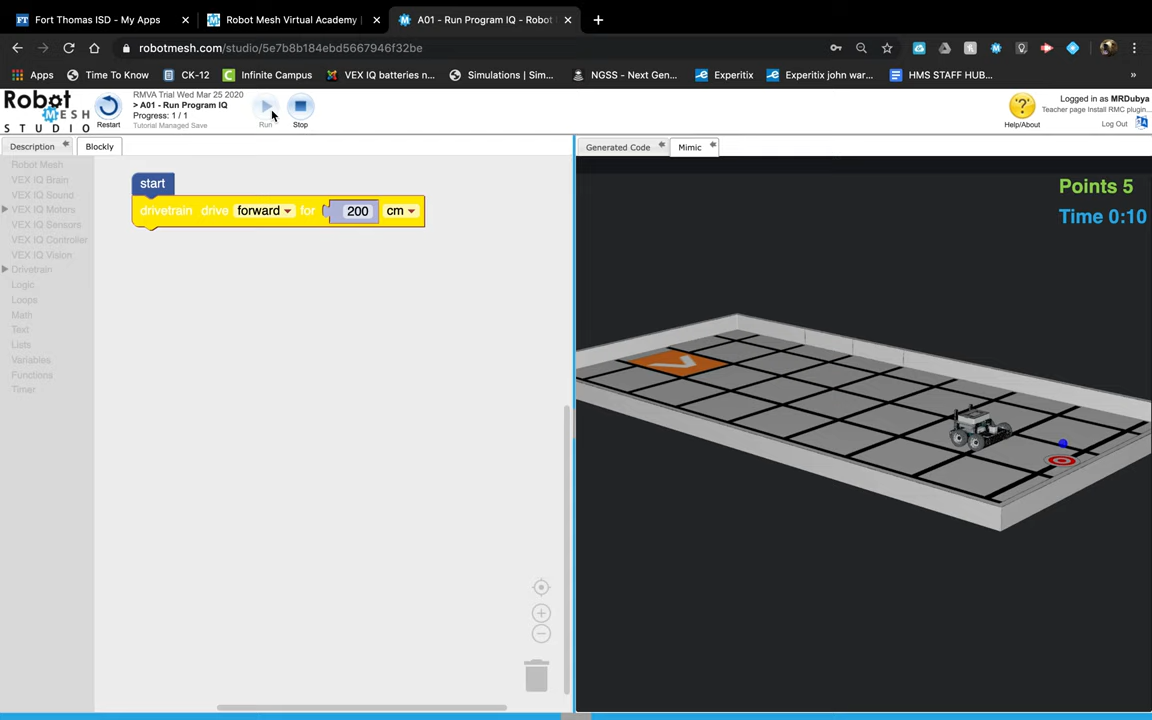 Fort Thomas ISD - My Apps
Robot Mesh Virtual Academy
A01 - Run Program IQ - Robot
robotmesh.com/studio/5e7b8b184ebd5667946f32be
Apps
Time To Know
CK-12
Infinite Campus
VEX IQ batteries n...
Simulations | Sim...
NGSS - Next Gen...
Experitix
Experitix john war...
HMS STAFF HUB...
Robot
MESH
STUDIO
Restart
RMVA Trial Wed Mar 25 2020
> A01 - Run Program IQ
Progress: 1 / 1
Tutorial Managed Save
Run
Stop
Help/About
Logged in as MRDubya
Teacher page Install RMC plugin...
Log Out
Description
Blockly
Generated Code
Mimic
Robot Mesh
VEX IQ Brain
VEX IQ Sound
VEX IQ Motors
VEX IQ Sensors
VEX IQ Controller
VEX IQ Vision
Drivetrain
Logic
Loops
Math
Text
Lists
Variables
Functions
Timer
start
drivetrain drive forward for 200 cm
Points 5
Time 0:10